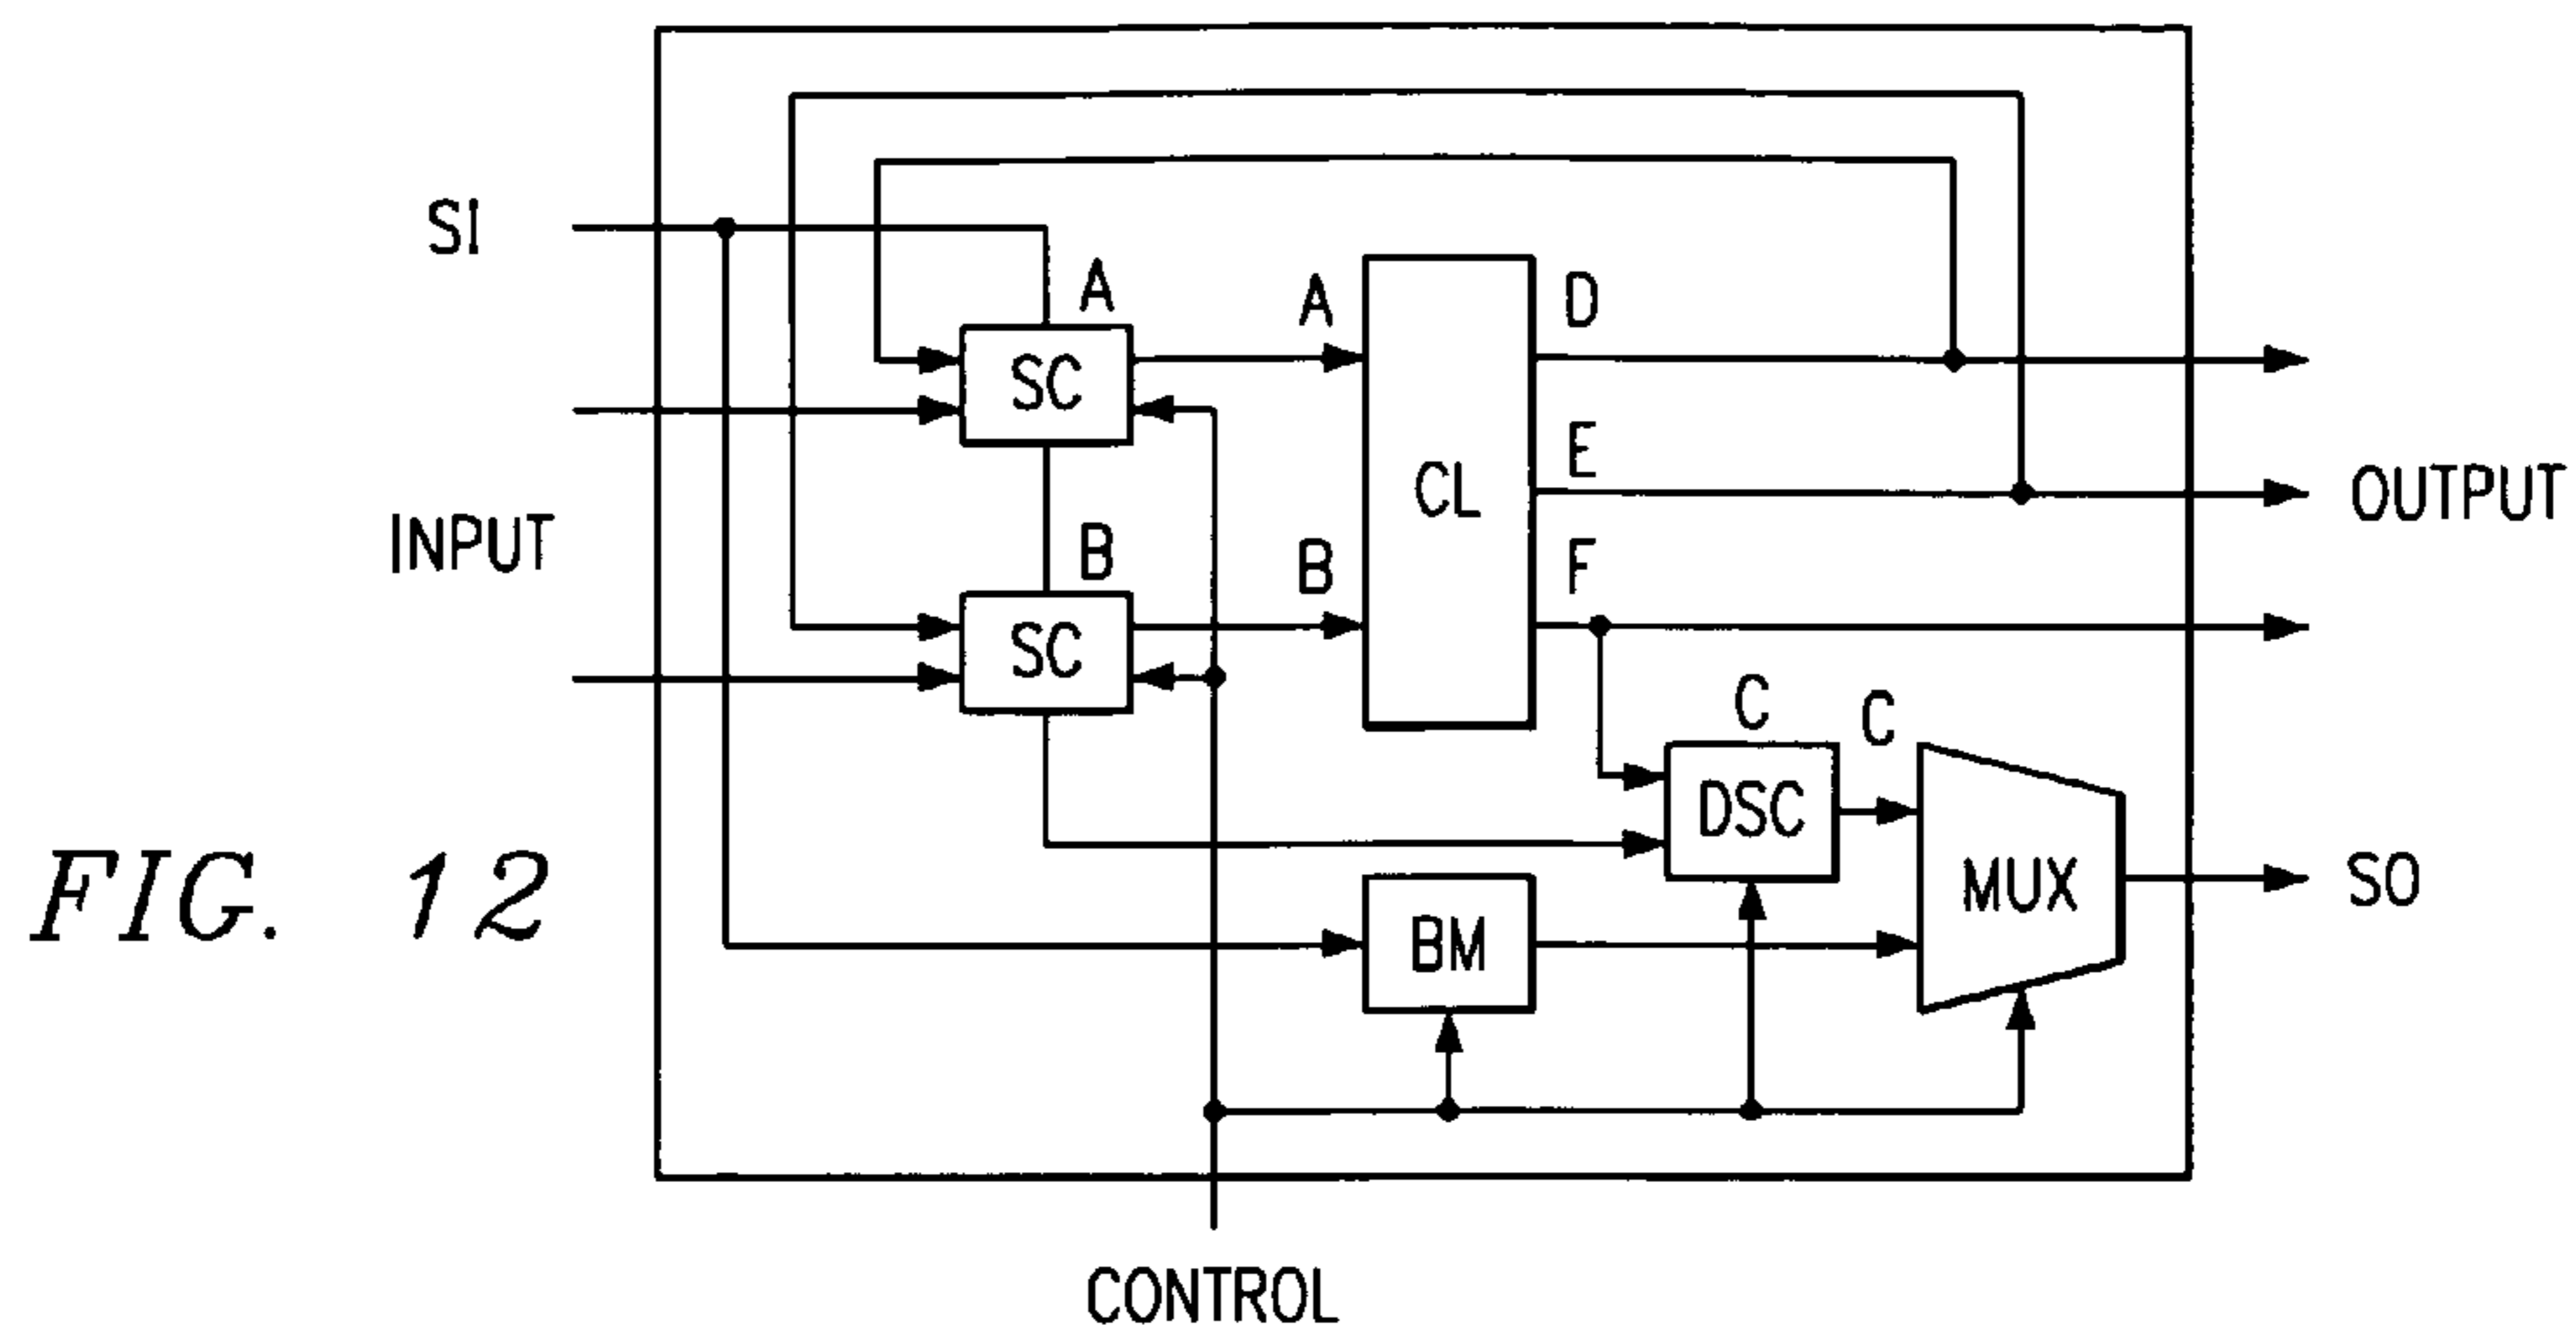 SI
A
A
D
SC
E
CL
OUTPUT
INPUT
B
B
F
SC
C
C
DSC
MUX
SO
FIG. 12
BM
CONTROL